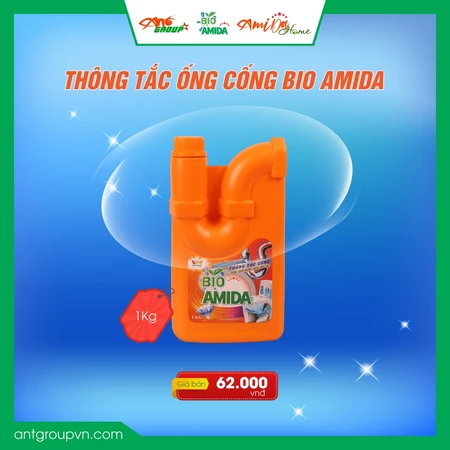 Ant
GROUP
BIO
AMIDA
AmiDa
Home
THÔNG TẮC ỐNG CỐNG BIO AMIDA
THÔNG TẮC CỐNG
BIO
AMIDA
1Kg
Giá bán
62.000
vnđ
antgroupvn.com